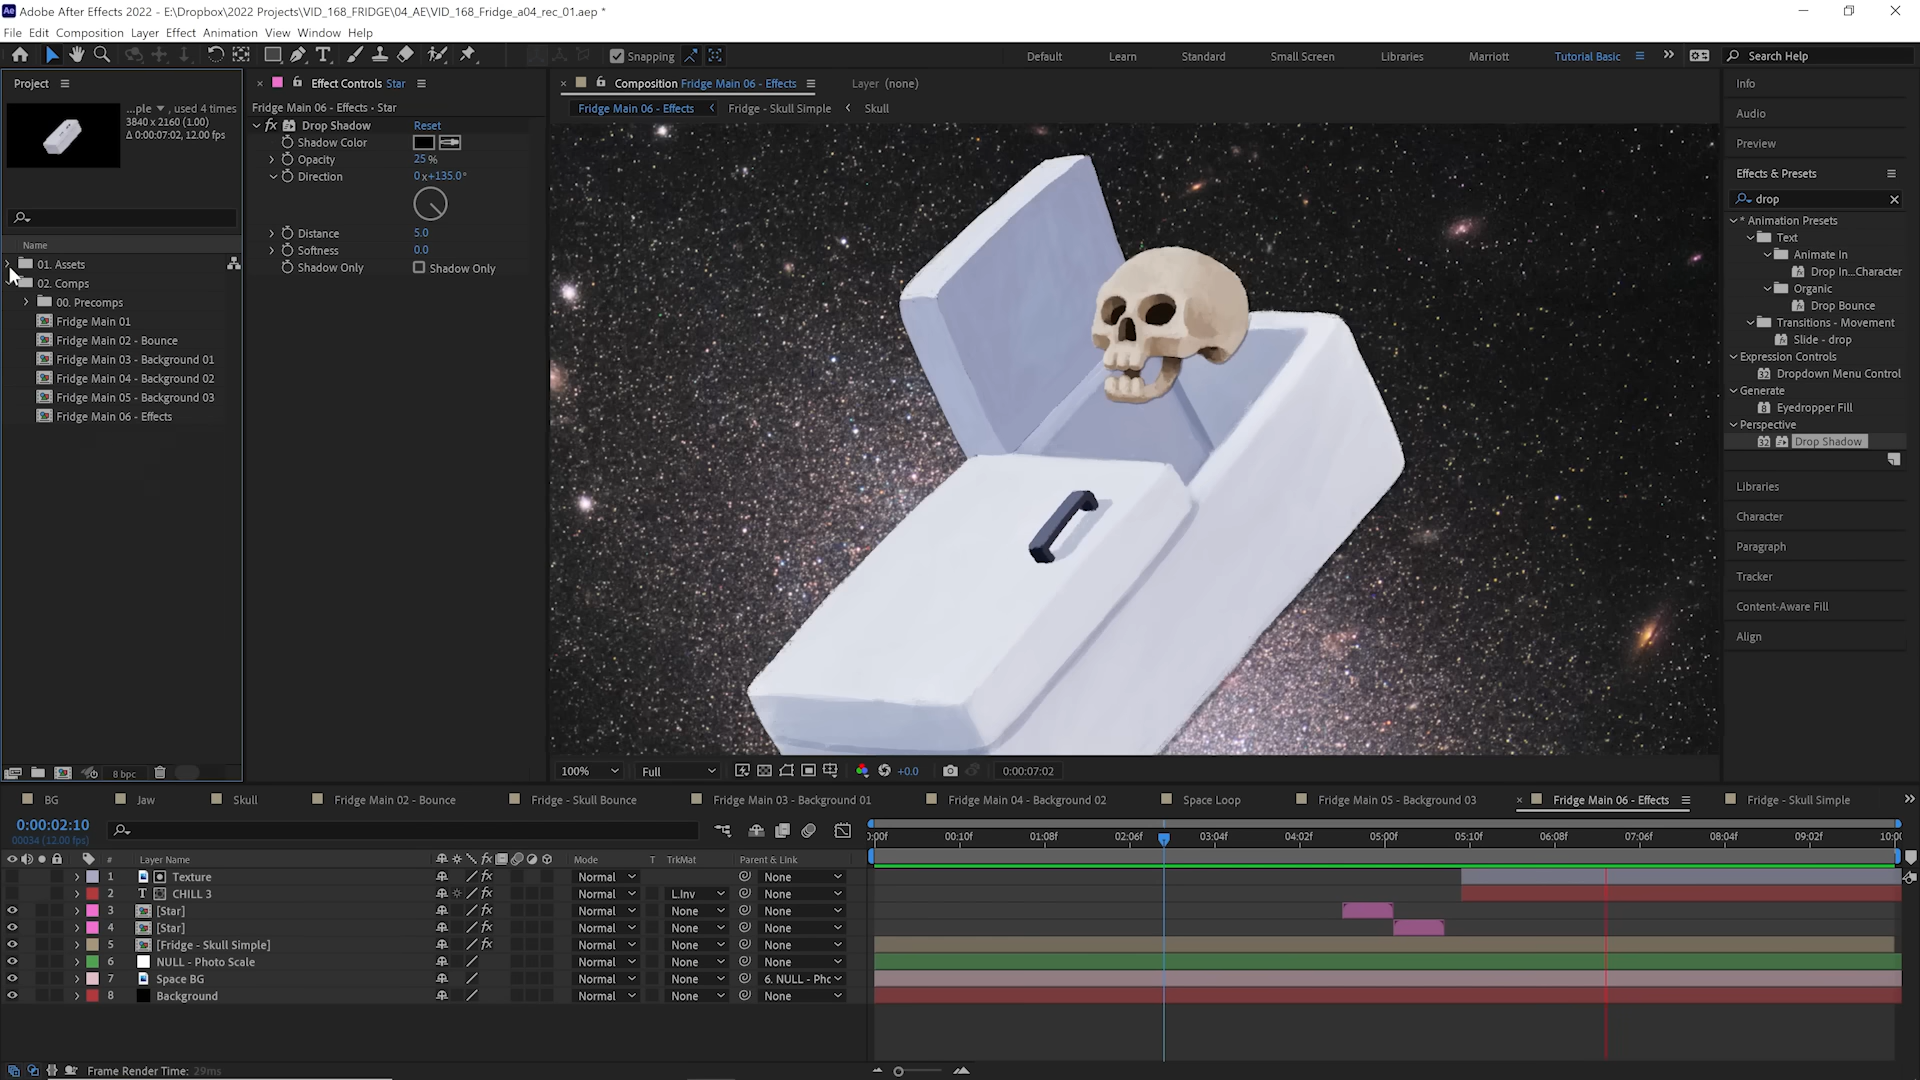 Adobe After Effects 2022 - E:\Dropbox\2022 Projects\VID_168_FRIDGE\04_AE\VID_168_Fridge_a04_rec_01.aep *
File Edit Composition Layer Effect Animation View Window Help
Snapping
Default Learn Standard Small Screen Libraries Marriott Tutorial Basic
Search Help
Project
...ple ▼, used 4 times
3840 x 2160 (1.00)
Δ 0:00:07:02, 12.00 fps
Name
01. Assets
02. Comps
00. Precomps
Fridge Main 01
Fridge Main 02 - Bounce
Fridge Main 03 - Background 01
Fridge Main 04 - Background 02
Fridge Main 05 - Background 03
Fridge Main 06 - Effects
8 bpc
Effect Controls Star
Fridge Main 06 - Effects • Star
fx Drop Shadow Reset
Shadow Color
Opacity 25 %
Direction 0x+135.0°
Distance 5.0
Softness 0.0
Shadow Only Shadow Only
Composition Fridge Main 06 - Effects
Layer (none)
Fridge Main 06 - Effects Fridge - Skull Simple Skull
100% Full +0.0 0:00:07:02
Info
Audio
Preview
Effects & Presets
drop
* Animation Presets
Text
Animate In
Drop In...Character
Organic
Drop Bounce
Transitions - Movement
Slide - drop
Expression Controls
Dropdown Menu Control
Generate
Eyedropper Fill
Perspective
Drop Shadow
Libraries
Character
Paragraph
Tracker
Content-Aware Fill
Align
BG Jaw Skull Fridge Main 02 - Bounce Fridge - Skull Bounce Fridge Main 03 - Background 01 Fridge Main 04 - Background 02 Space Loop Fridge Main 05 - Background 03 Fridge Main 06 - Effects Fridge - Skull Simple
0:00:02:10
00034 (12.00 fps)
:00f 00:10f 01:08f 02:06f 03:04f 04:02f 05:00f 05:10f 06:08f 07:06f 08:04f 09:02f 10:00
# Layer Name Mode T TrkMat Parent & Link
1 Texture Normal None
2 T CHILL 3 Normal L.Inv None
3 [Star] Normal None None
4 [Star] Normal None None
5 [Fridge - Skull Simple] Normal None None
6 NULL - Photo Scale Normal None None
7 Space BG Normal None 6. NULL - Pho
8 Background Normal None None
Frame Render Time: 29ms